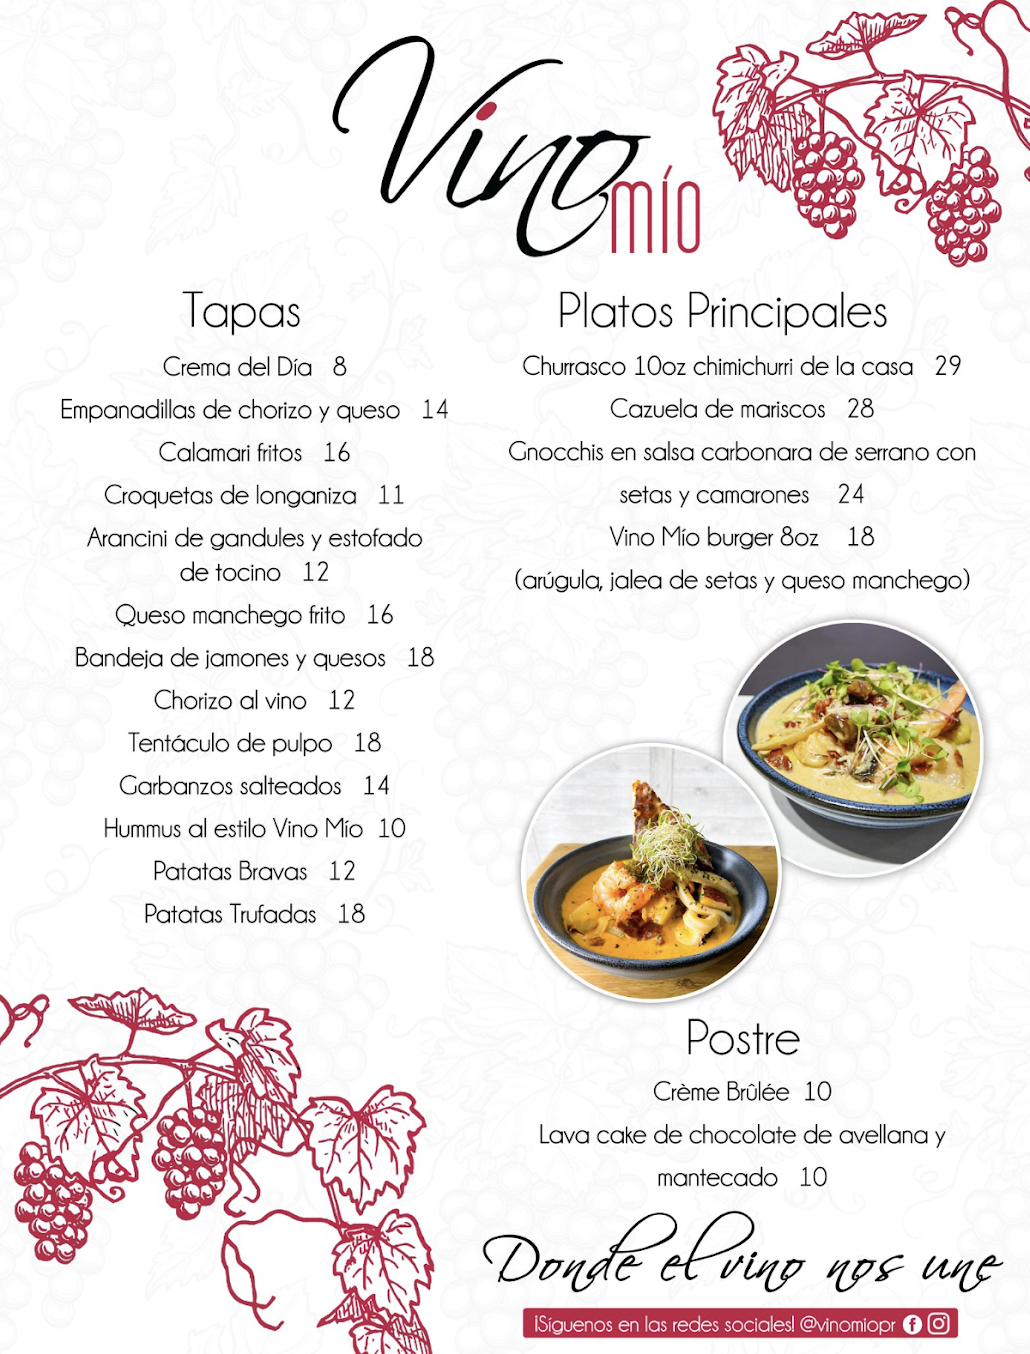 Vino
mío
Tapas
Crema del Día 8
Empanadillas de chorizo y queso 14
Calamari fritos 16
Croquetas de longaniza 11
Arancini de gandules y estofado
de tocino 12
Queso manchego frito 16
Bandeja de jamones y quesos 18
Chorizo al vino 12
Tentáculo de pulpo 18
Garbanzos salteados 14
Hummus al estilo Vino Mío 10
Patatas Bravas 12
Patatas Trufadas 18
Platos Principales
Churrasco 10oz chimichurri de la casa 29
Cazuela de mariscos 28
Gnocchis en salsa carbonara de serrano con
setas y camarones 24
Vino Mío burger 8oz 18
(arúgula, jalea de setas y queso manchego)
Postre
Crème Brûlée 10
Lava cake de chocolate de avellana y
mantecado 10
Donde el vino nos une
¡Síguenos en las redes sociales! @vinomiopr